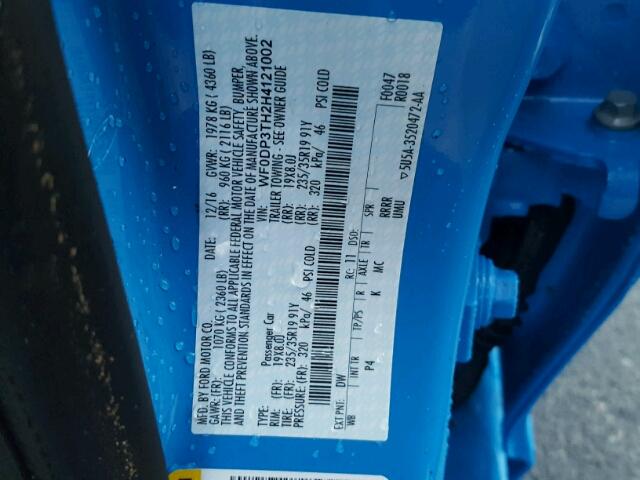 MFD. BY FORD MOTOR CO.
DATE: 12/16 GVWR: 1978 KG ( 4360 LB)
GAWR: (FR): 1070 KG ( 2360 LB) (RR): 960 KG ( 2116 LB)
THIS VEHICLE CONFORMS TO ALL APPLICABLE FEDERAL MOTOR VEHICLE SAFETY, BUMPER,
AND THEFT PREVENTION STANDARDS IN EFFECT ON THE DATE OF MANUFACTURE SHOWN ABOVE.
VIN: WF0DP3TH2H4121002
TYPE: Passenger Car TRAILER TOWING - SEE OWNER GUIDE
RIM: (FR): 19X8.0J (RR): 19X8.0J
TIRE: (FR): 235/35R19 91Y (RR): 235/35R19 91Y
PRESSURE: (FR): 320 kPa/ 46 PSI COLD (RR): 320 kPa/ 46 PSI COLD
EXT PNT: DW RC: 11 DSO: F0047
R0018
WB INT TR TP/PS R AXLE TR SPR RRRR
P4 K MC UMU
5U5A-3520472-AA